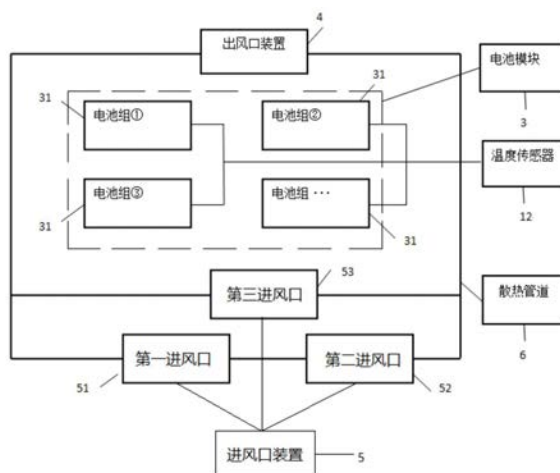 4
出风口装置
31
31
电池模块
电池组①
电池组②
3
温度传感器
31
电池组③
电池组···
12
31
53
第三进风口
散热管道
第一进风口
第二进风口
6
51
52
进风口装置
5